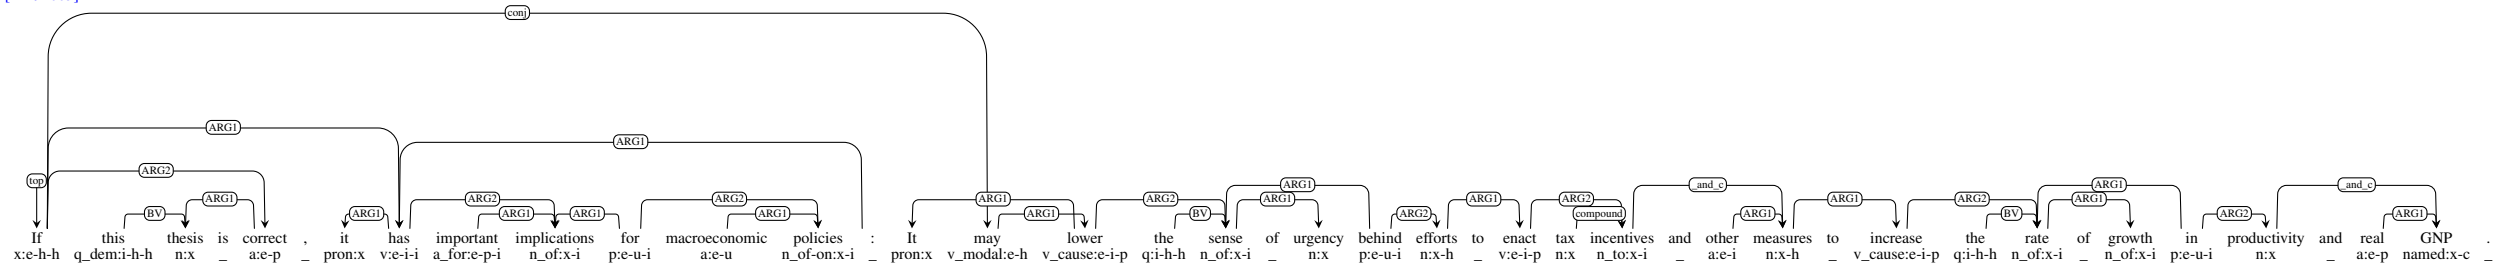 conj
ARG1
ARG1
top ARG2
ARG1 _and_c ARG1 _and_c
ARG1 ARG2 ARG2 ARG1 ARG2 ARG1 ARG1 ARG2 ARG1 ARG2 ARG1
BV ARG1 ARG1 ARG1 ARG1 ARG1 BV ARG2 compound ARG1 BV ARG2 ARG1
If this thesis is correct , it has important implications for macroeconomic policies : It may lower the sense of urgency behind efforts to enact tax incentives and other measures to increase the rate of growth in productivity and real GNP .
x:e-h-h q_dem:i-h-h n:x _ a:e-p _ pron:x v:e-i-i a_for:e-p-i n_of:x-i p:e-u-i a:e-u n_of-on:x-i _ pron:x v_modal:e-h v_cause:e-i-p q:i-h-h n_of:x-i _ n:x p:e-u-i n:x-h _ v:e-i-p n:x n_to:x-i _ a:e-i n:x-h _ v_cause:e-i-p q:i-h-h n_of:x-i _ n_of:x-i p:e-u-i n:x _ a:e-p named:x-c _